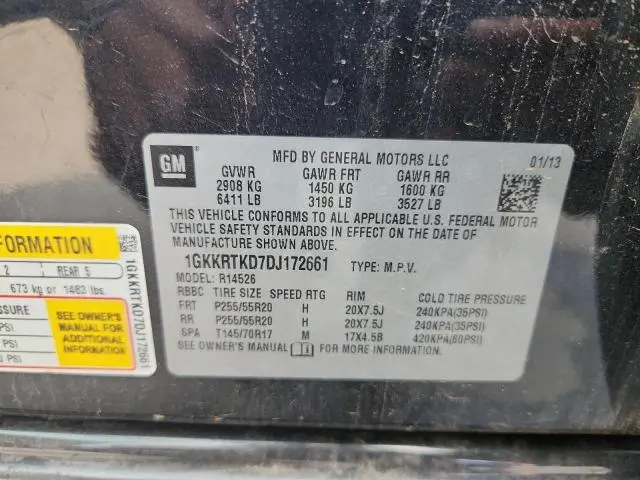 GM
MFD BY GENERAL MOTORS LLC 01/13
GVWR GAWR FRT GAWR RR
2908 KG 1450 KG 1600 KG
6411 LB 3196 LB 3527 LB
THIS VEHICLE CONFORMS TO ALL APPLICABLE U.S. FEDERAL MOTOR
VEHICLE SAFETY STANDARDS IN EFFECT ON THE DATE OF
MANUFACTURE SHOWN ABOVE.
1GKKRTKD7DJ172661 TYPE: M.P.V.
MODEL: R14526
RBBC TIRE SIZE SPEED RTG RIM COLD TIRE PRESSURE
FRT P255/55R20 H 20X7.5J 240KPA(35PSI)
RR P255/55R20 H 20X7.5J 240KPA(35PSI)
SPA T145/70R17 M 17X4.5B 420KPA(60PSI)
SEE OWNER'S MANUAL FOR MORE INFORMATION.
FORMATION
2 REAR 5
673 kg or 1483 lbs.
SSURE
PSI
PSI
PSI
SEE OWNER'S
MANUAL FOR
ADDITIONAL
INFORMATION
1GKKRTKD7DJ172661